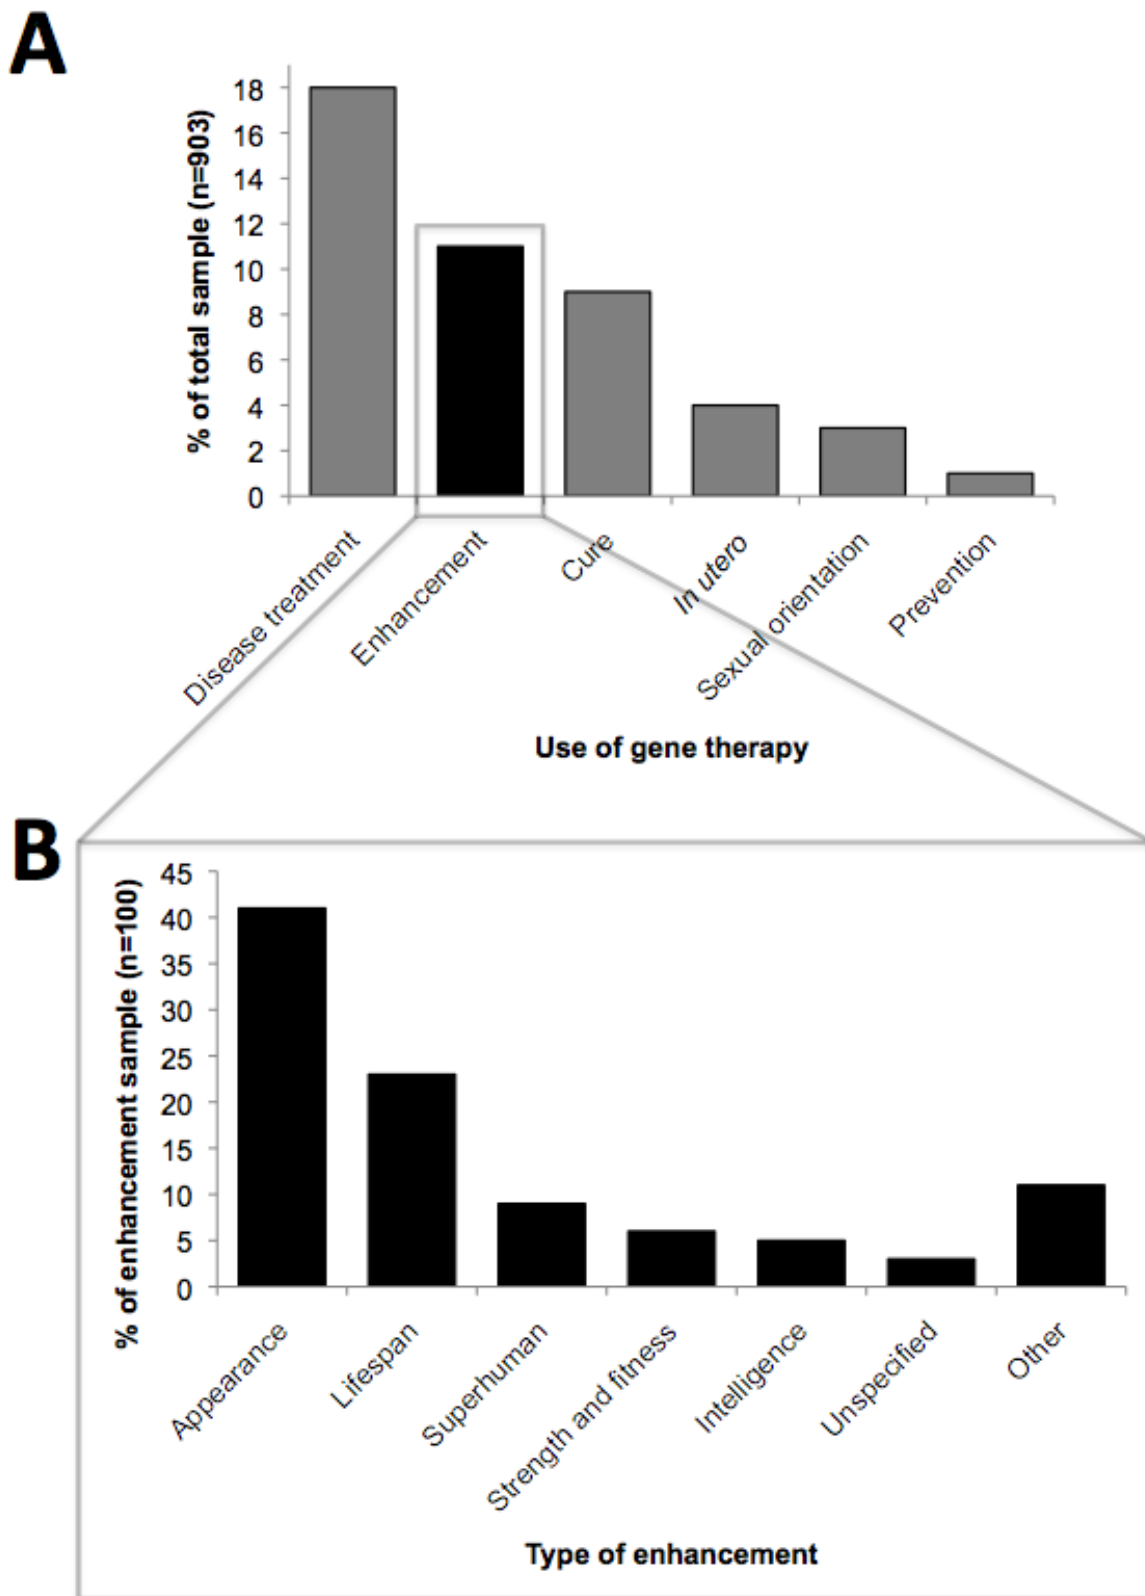 A
% of total sample (n=903)
18
16
14
12
10
8
6
4
2
0
Disease treatment
Enhancement
Cure
In utero
Sexual orientation
Prevention
Use of gene therapy
B
% of enhancement sample (n=100)
45
40
35
30
25
20
15
10
5
0
Appearance
Lifespan
Superhuman
Strength and fitness
Intelligence
Unspecified
Other
Type of enhancement